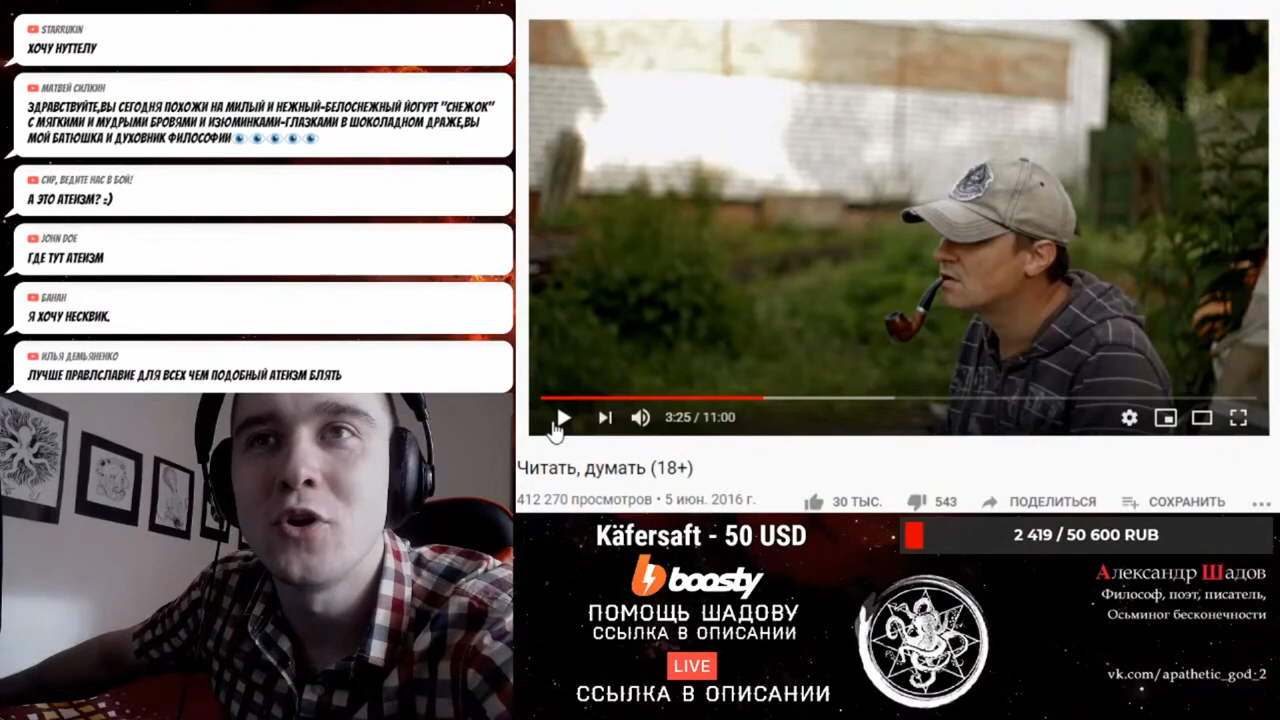 STARRUKIN
ХОЧУ НУТТЕЛУ
МАТВЕЙ СИЛКИН
ЗДРАВСТВУЙТЕ,ВЫ СЕГОДНЯ ПОХОЖИ НА МИЛЫЙ И НЕЖНЫЙ-БЕЛОСНЕЖНЫЙ ЙОГУРТ "СНЕЖОК"
С МЯГКИМИ И МУДРЫМИ БРОВЯМИ И ИЗЮМИНКАМИ-ГЛАЗКАМИ В ШОКОЛАДНОМ ДРАЖЕ,ВЫ
МОЙ БАТЮШКА И ДУХОВНИК ФИЛОСОФИИ
СИР, ВЕДИТЕ НАС В БОЙ!
А ЭТО АТЕИЗМ? :)
JOHN DOE
ГДЕ ТУТ АТЕИЗМ
БАНАН
Я ХОЧУ НЕСКВИК.
ИЛЬЯ ДЕМЬЯНЕНКО
ЛУЧШЕ ПРАВЛСЛАВИЕ ДЛЯ ВСЕХ ЧЕМ ПОДОБНЫЙ АТЕИЗМ БЛЯТЬ
3:25 / 11:00
Читать, думать (18+)
412 270 просмотров • 5 июн. 2016 г.
30 ТЫС.
543
ПОДЕЛИТЬСЯ
СОХРАНИТЬ
Käfersaft - 50 USD
boosty
ПОМОЩЬ ШАДОВУ
ССЫЛКА В ОПИСАНИИ
LIVE
ССЫЛКА В ОПИСАНИИ
2 419 / 50 600 RUB
Александр Шадов
Философ, поэт, писатель,
Осьминог бесконечности
vk.com/apathetic_god_2